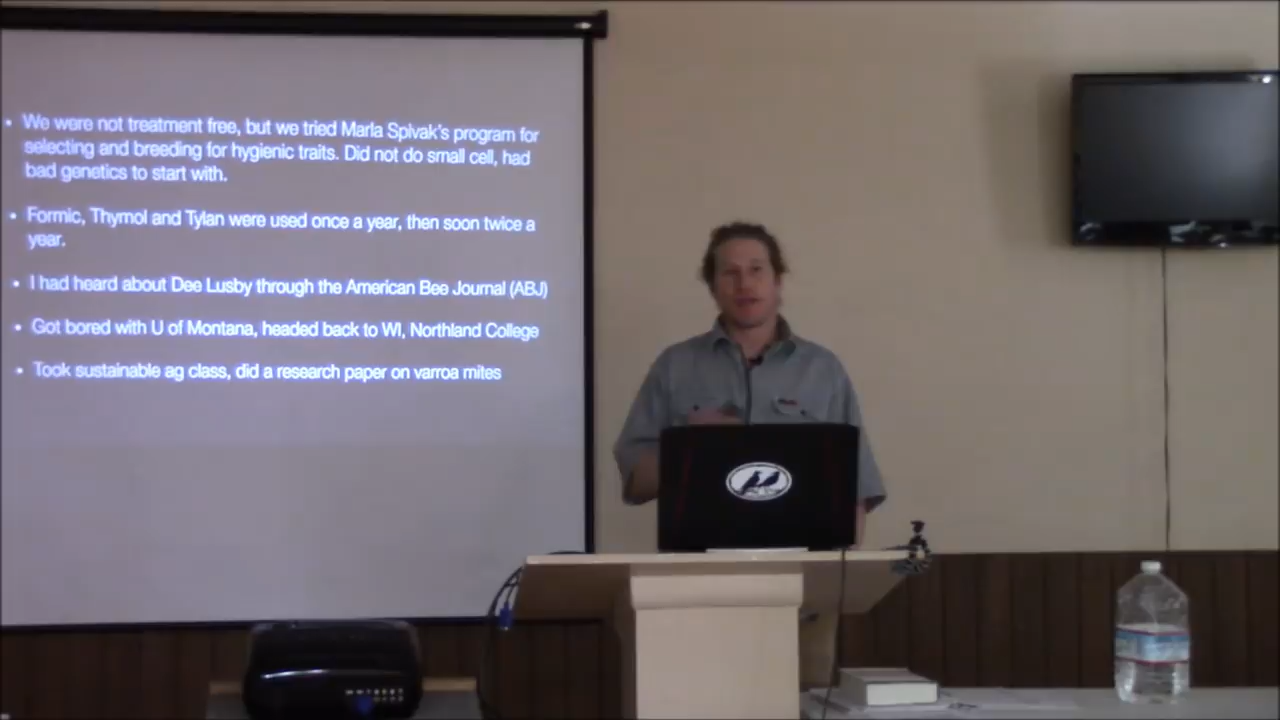 • We were not treatment free, but we tried Marla Spivak's program for
selecting and breeding for hygienic traits. Did not do small cell, had
bad genetics to start with.
• Formic, Thymol and Tylan were used once a year, then soon twice a
year.
• I had heard about Dee Lusby through the American Bee Journal (ABJ)
• Got bored with U of Montana, headed back to WI, Northland College
• Took sustainable ag class, did a research paper on varroa mites